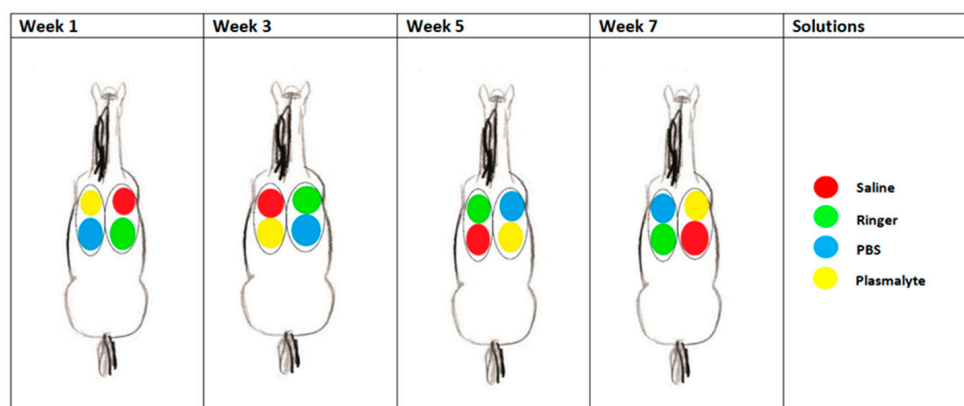 Week 1
Week 3
Week 5
Week 7
Solutions
Saline
Ringer
PBS
Plasmalyte